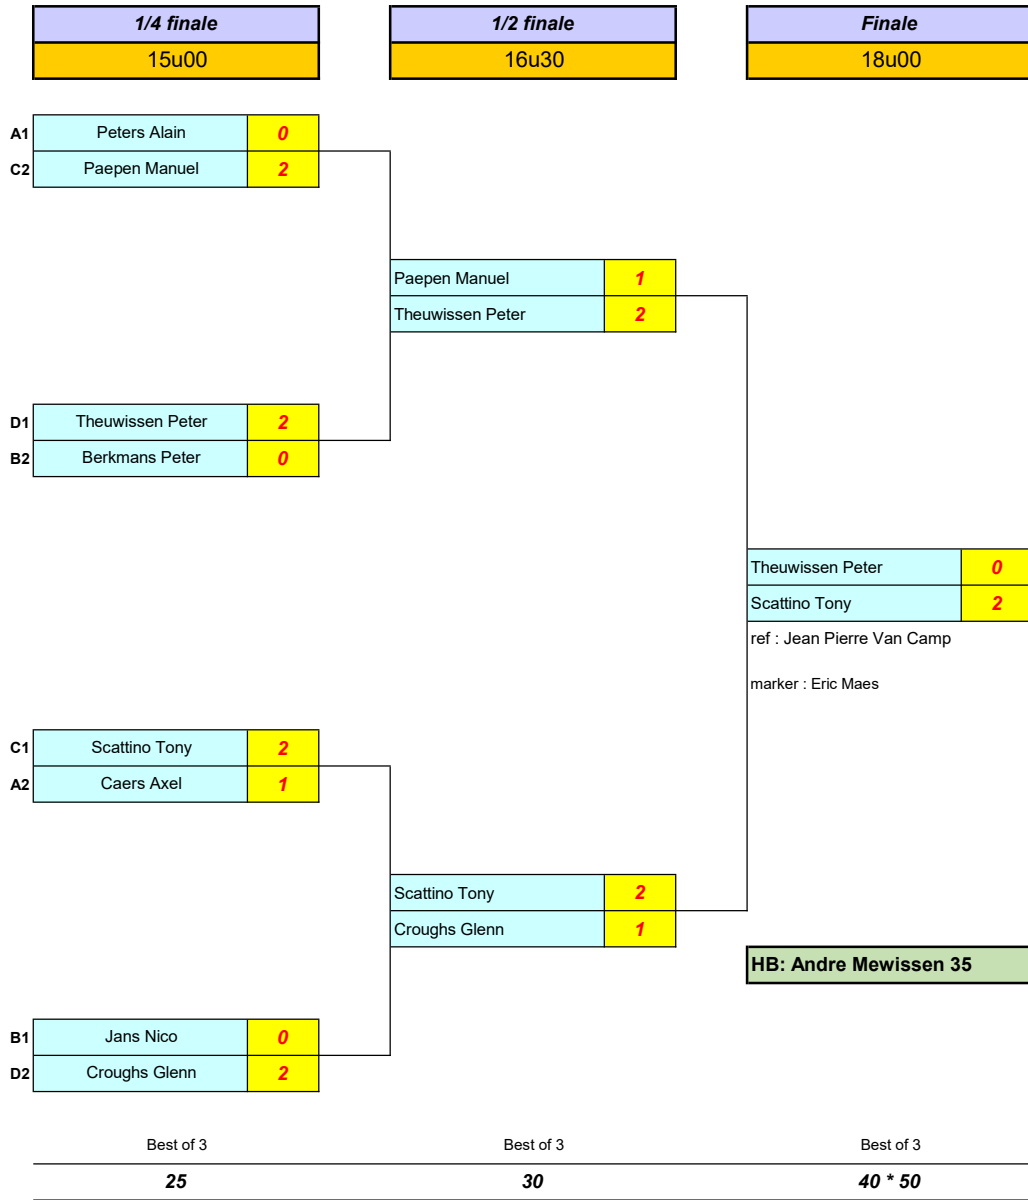 1/4 finale 1/2 finale Finale
15u00 16u30 18u00
A1 Peters Alain 0
C2 Paepen Manuel 2
Paepen Manuel 1
Theuwissen Peter 2
D1 Theuwissen Peter 2
B2 Berkmans Peter 0
Theuwissen Peter 0
Scattino Tony 2
ref : Jean Pierre Van Camp
marker : Eric Maes
C1 Scattino Tony 2
A2 Caers Axel 1
Scattino Tony 2
Croughs Glenn 1
HB: Andre Mewissen 35
B1 Jans Nico 0
D2 Croughs Glenn 2
Best of 3 Best of 3 Best of 3
25 30 40 * 50